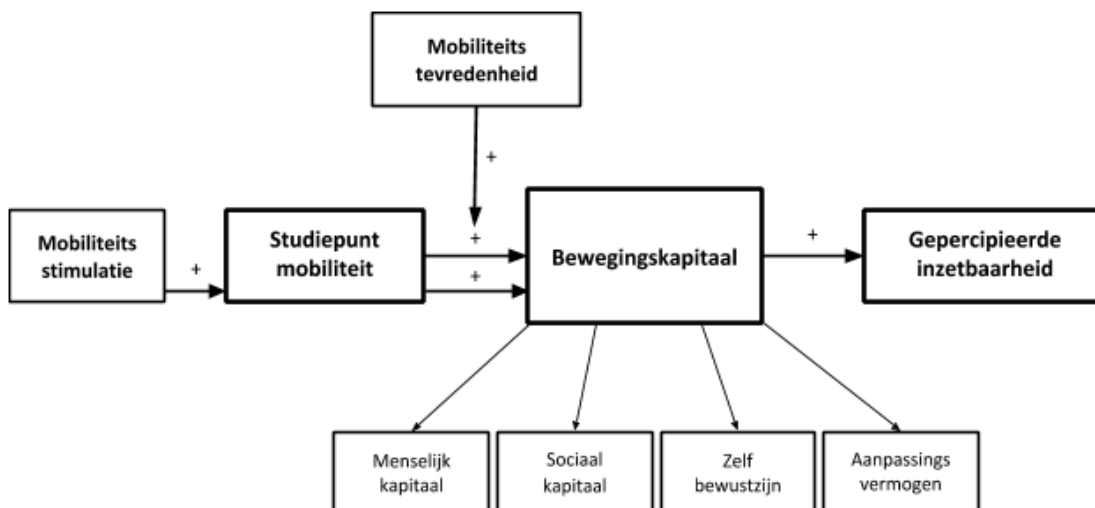 Mobiliteits
tevredenheid
+
Mobiliteits
stimulatie
+
Studiepunt
mobiliteit
+
+
Bewegingskapitaal
+
Gepercipieerde
inzetbaarheid
Menselijk
kapitaal
Sociaal
kapitaal
Zelf
bewustzijn
Aanpassings
vermogen